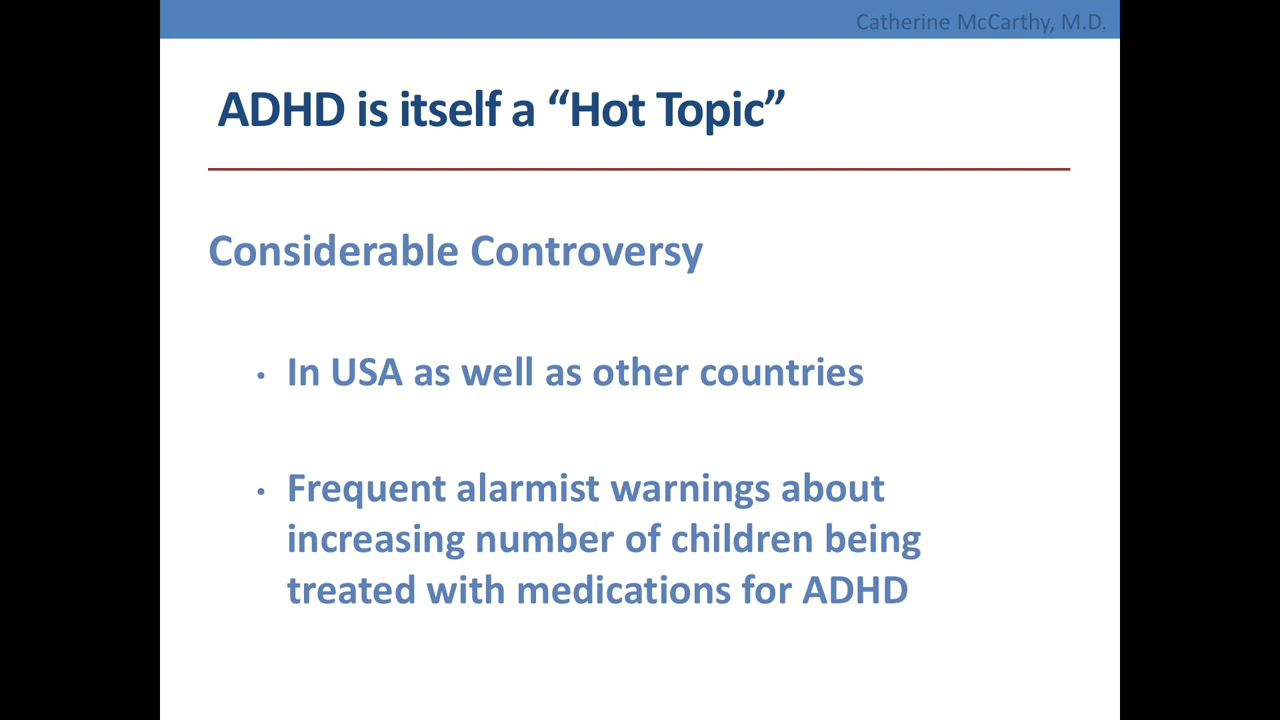 Catherine McCarthy, M.D.
ADHD is itself a “Hot Topic”
Considerable Controversy
• In USA as well as other countries
• Frequent alarmist warnings about
increasing number of children being
treated with medications for ADHD